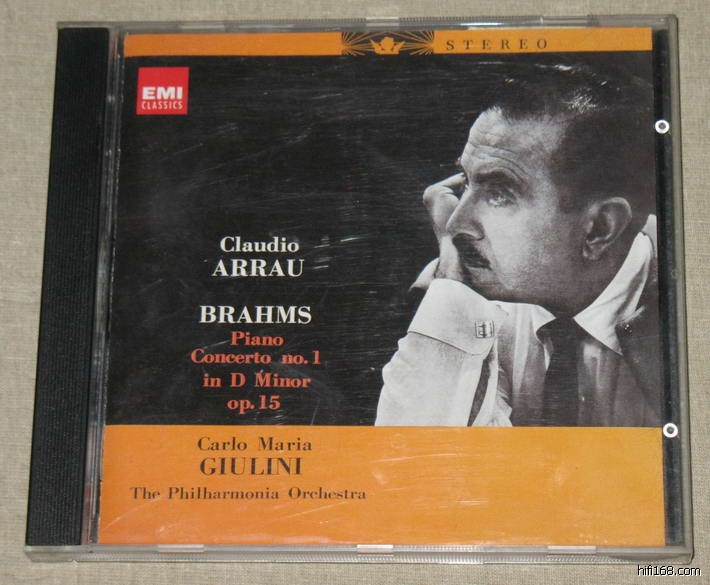 STEREO
EMI
CLASSICS
Claudio
ARRAU
BRAHMS
Piano
Concerto no. 1
in D Minor
op. 15
Carlo Maria
GIULINI
The Philharmonia Orchestra
hifi168.com